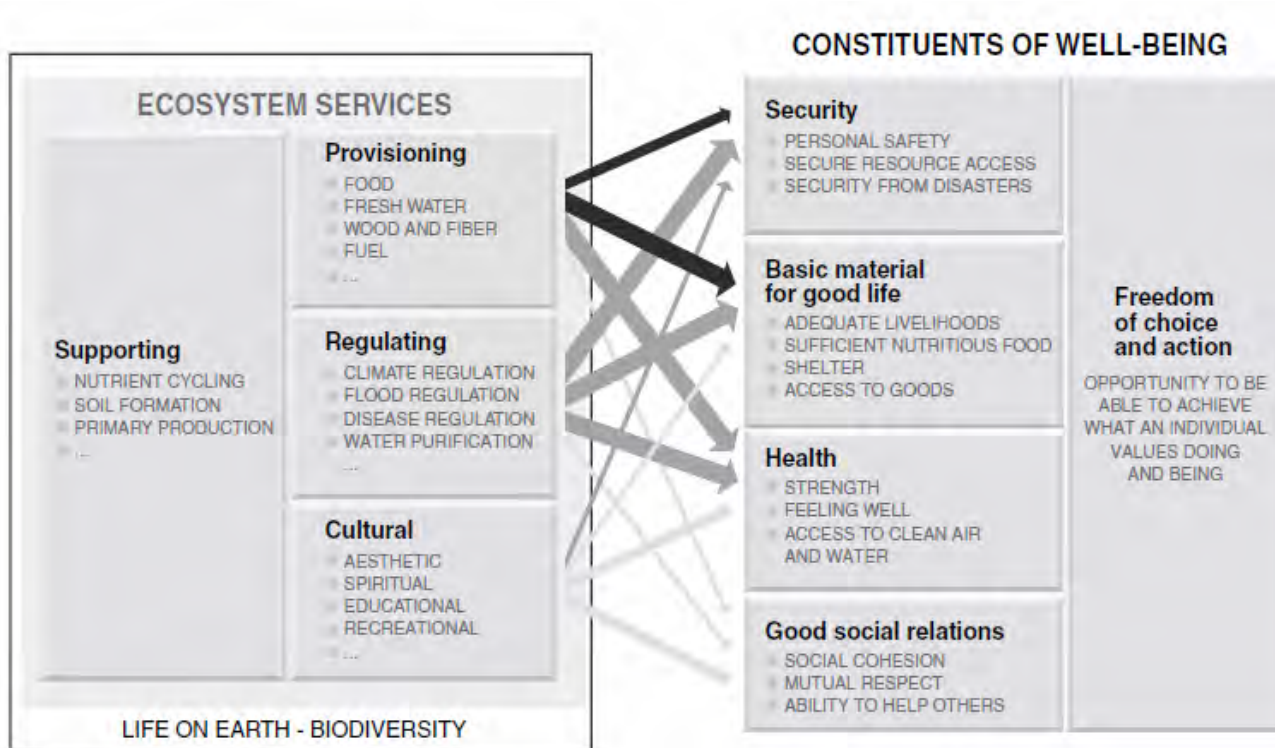 CONSTITUENTS OF WELL-BEING
ECOSYSTEM SERVICES
Supporting
NUTRIENT CYCLING
SOIL FORMATION
PRIMARY PRODUCTION
...
Provisioning
FOOD
FRESH WATER
WOOD AND FIBER
FUEL
...
Regulating
CLIMATE REGULATION
FLOOD REGULATION
DISEASE REGULATION
WATER PURIFICATION
...
Cultural
AESTHETIC
SPIRITUAL
EDUCATIONAL
RECREATIONAL
...
LIFE ON EARTH - BIODIVERSITY
Security
PERSONAL SAFETY
SECURE RESOURCE ACCESS
SECURITY FROM DISASTERS
Basic material
for good life
ADEQUATE LIVELIHOODS
SUFFICIENT NUTRITIOUS FOOD
SHELTER
ACCESS TO GOODS
Health
STRENGTH
FEELING WELL
ACCESS TO CLEAN AIR
AND WATER
Good social relations
SOCIAL COHESION
MUTUAL RESPECT
ABILITY TO HELP OTHERS
Freedom
of choice
and action
OPPORTUNITY TO BE
ABLE TO ACHIEVE
WHAT AN INDIVIDUAL
VALUES DOING
AND BEING